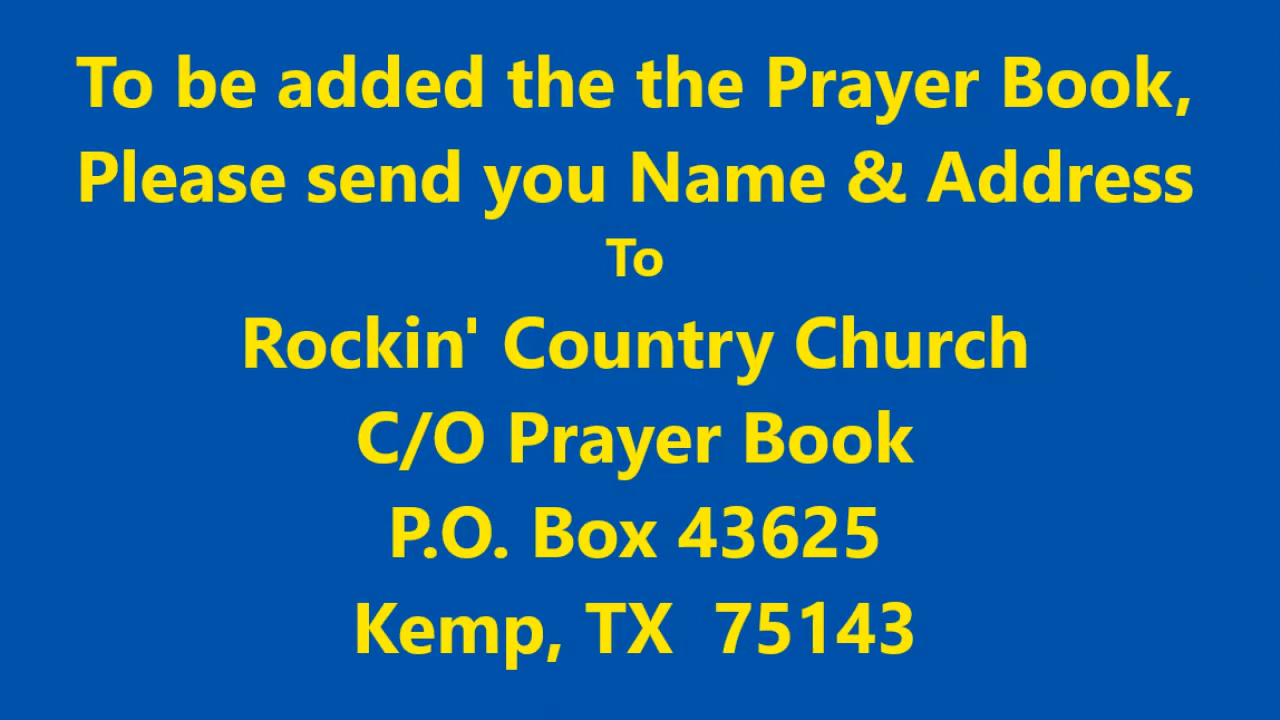 To be added the the Prayer Book,
Please send you Name & Address
To
Rockin' Country Church
C/O Prayer Book
P.O. Box 43625
Kemp, TX  75143